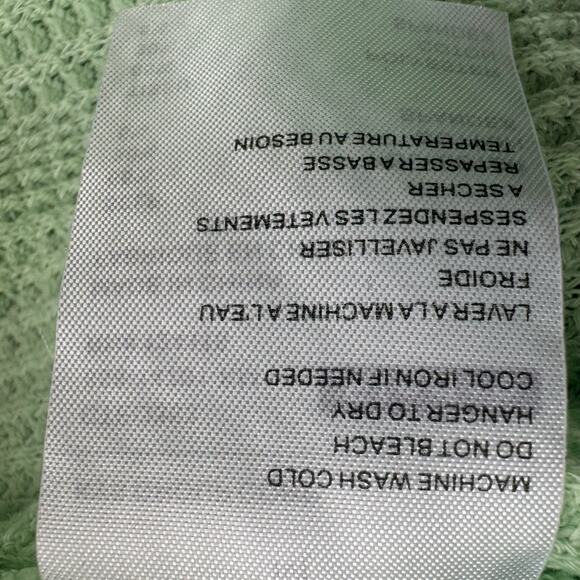 MACHINE WASH COLD
DO NOT BLEACH
HANGER TO DRY
COOL IRON IF NEEDED
LAVER A LA MACHINE A L'EAU
FROIDE
NE PAS JAVELLISER
SESPENDEZ LES VETEMENTS
A SECHER
REPASSER A BASSE
TEMPERATURE AU BESOIN